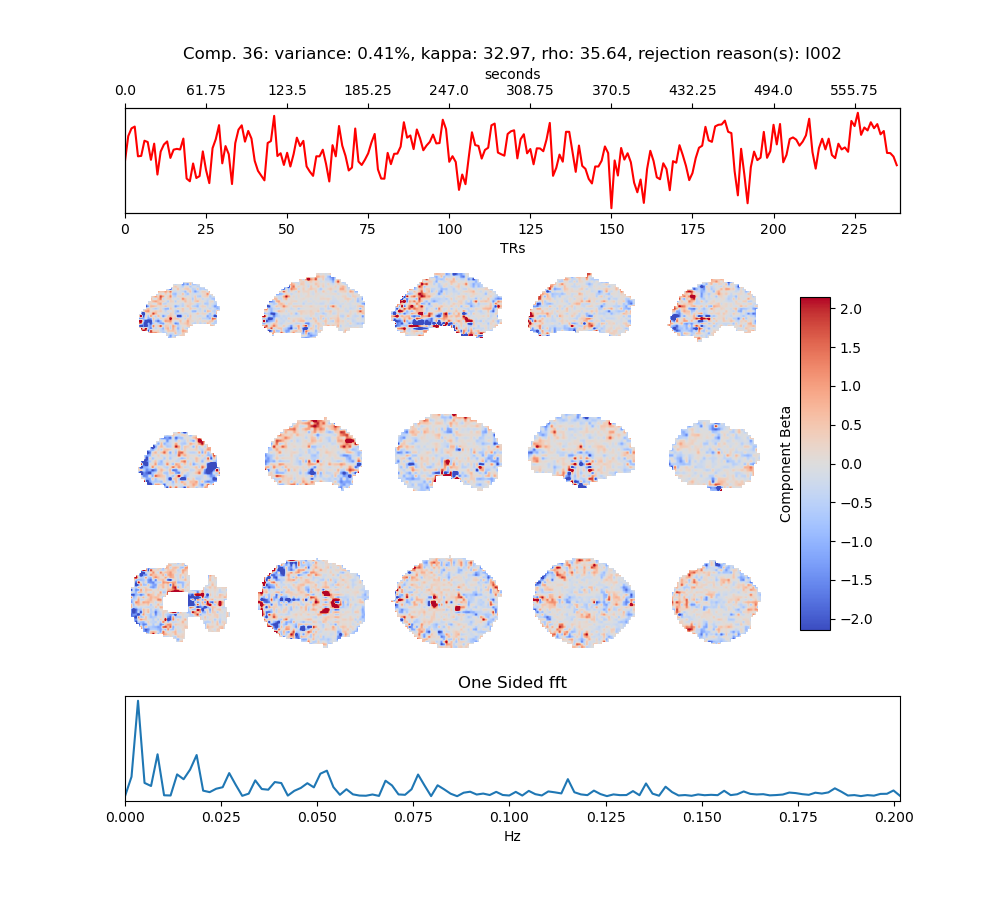 Comp. 36: variance: 0.41%, kappa: 32.97, rho: 35.64, rejection reason(s): I002
seconds
0.0 61.75 123.5 185.25 247.0 308.75 370.5 432.25 494.0 555.75
0 25 50 75 100 125 150 175 200 225
TRs
2.0
1.5
1.0
0.5
0.0
−0.5
−1.0
−1.5
−2.0
Component Beta
One Sided fft
0.000 0.025 0.050 0.075 0.100 0.125 0.150 0.175 0.200
Hz